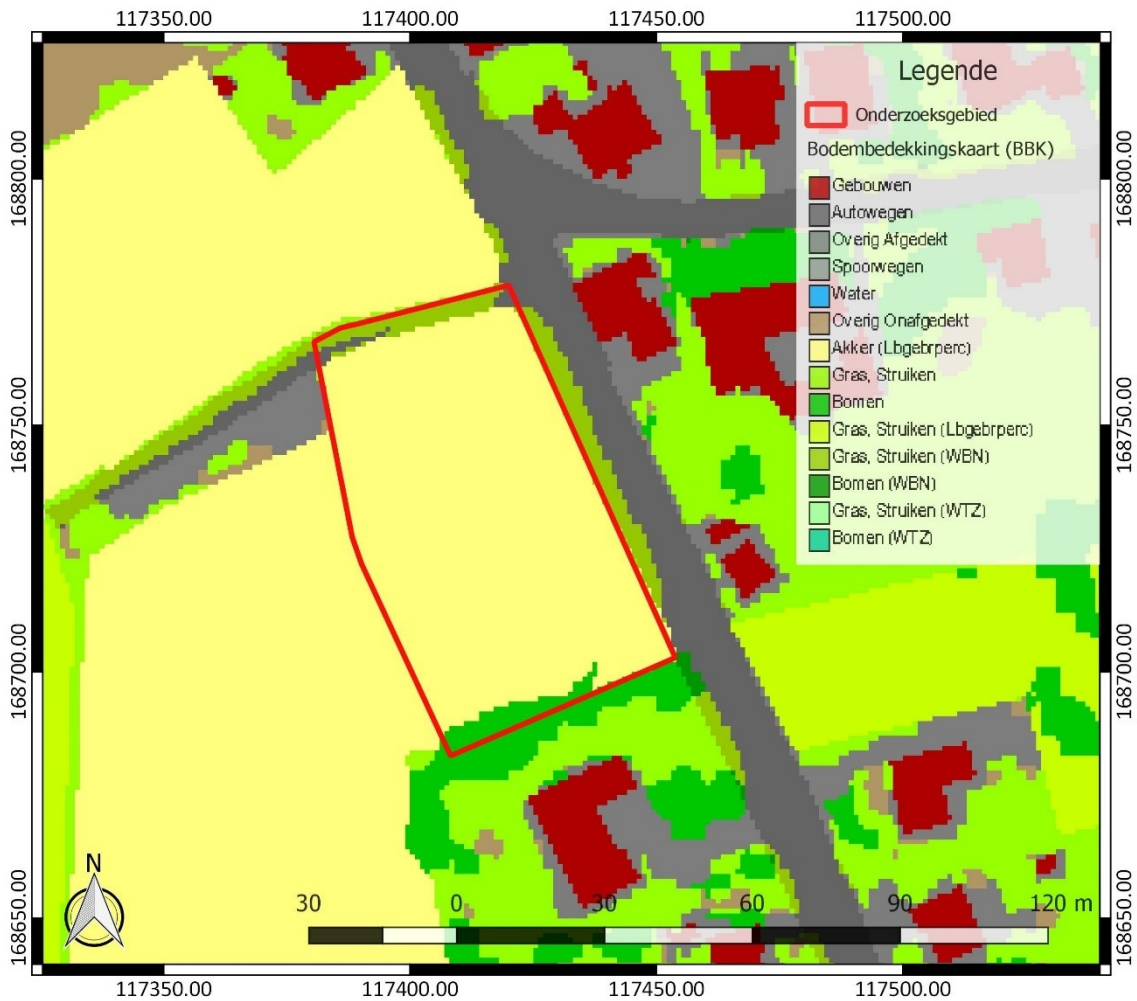 117350.00 117400.00 117450.00 117500.00
168800.00
168750.00
168700.00
168650.00
168800.00
168750.00
168700.00
168650.00
Legende
Onderzoeksgebied
Bodembedekkingskaart (BBK)
Gebouwen
Autowegen
Overig Afgedekt
Spoorwegen
Water
Overig Onafgedekt
Akker (Lbgebrperc)
Gras, Struiken
Bomen
Gras, Struiken (Lbgebrperc)
Gras, Struiken (WBN)
Bomen (WBN)
Gras, Struiken (WTZ)
Bomen (WTZ)
N
30 0 30 60 90 120 m
117350.00 117400.00 117450.00 117500.00